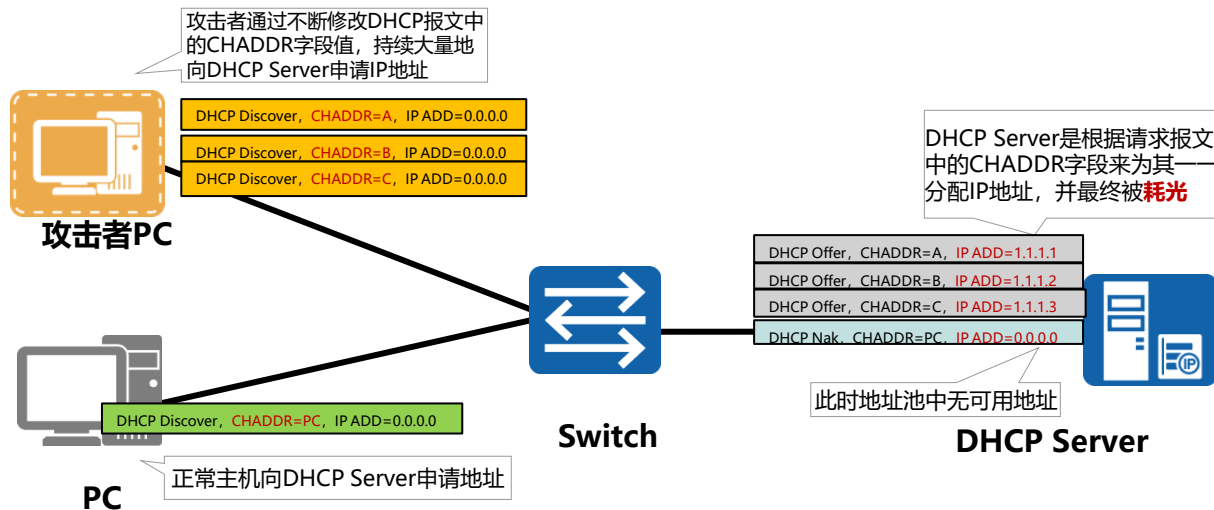 攻击者通过不断修改DHCP报文中
的CHADDR字段值，持续大量地
向DHCP Server申请IP地址
DHCP Discover，CHADDR=A，IP ADD=0.0.0.0
DHCP Discover，CHADDR=B，IP ADD=0.0.0.0
DHCP Discover，CHADDR=C，IP ADD=0.0.0.0
攻击者PC
DHCP Server是根据请求报文
中的CHADDR字段来为其一一
分配IP地址，并最终被耗光
DHCP Offer，CHADDR=A，IP ADD=1.1.1.1
DHCP Offer，CHADDR=B，IP ADD=1.1.1.2
DHCP Offer，CHADDR=C，IP ADD=1.1.1.3
DHCP Nak，CHADDR=PC，IP ADD=0.0.0.0
IP
此时地址池中无可用地址
DHCP Discover，CHADDR=PC，IP ADD=0.0.0.0
Switch
DHCP Server
正常主机向DHCP Server申请地址
PC